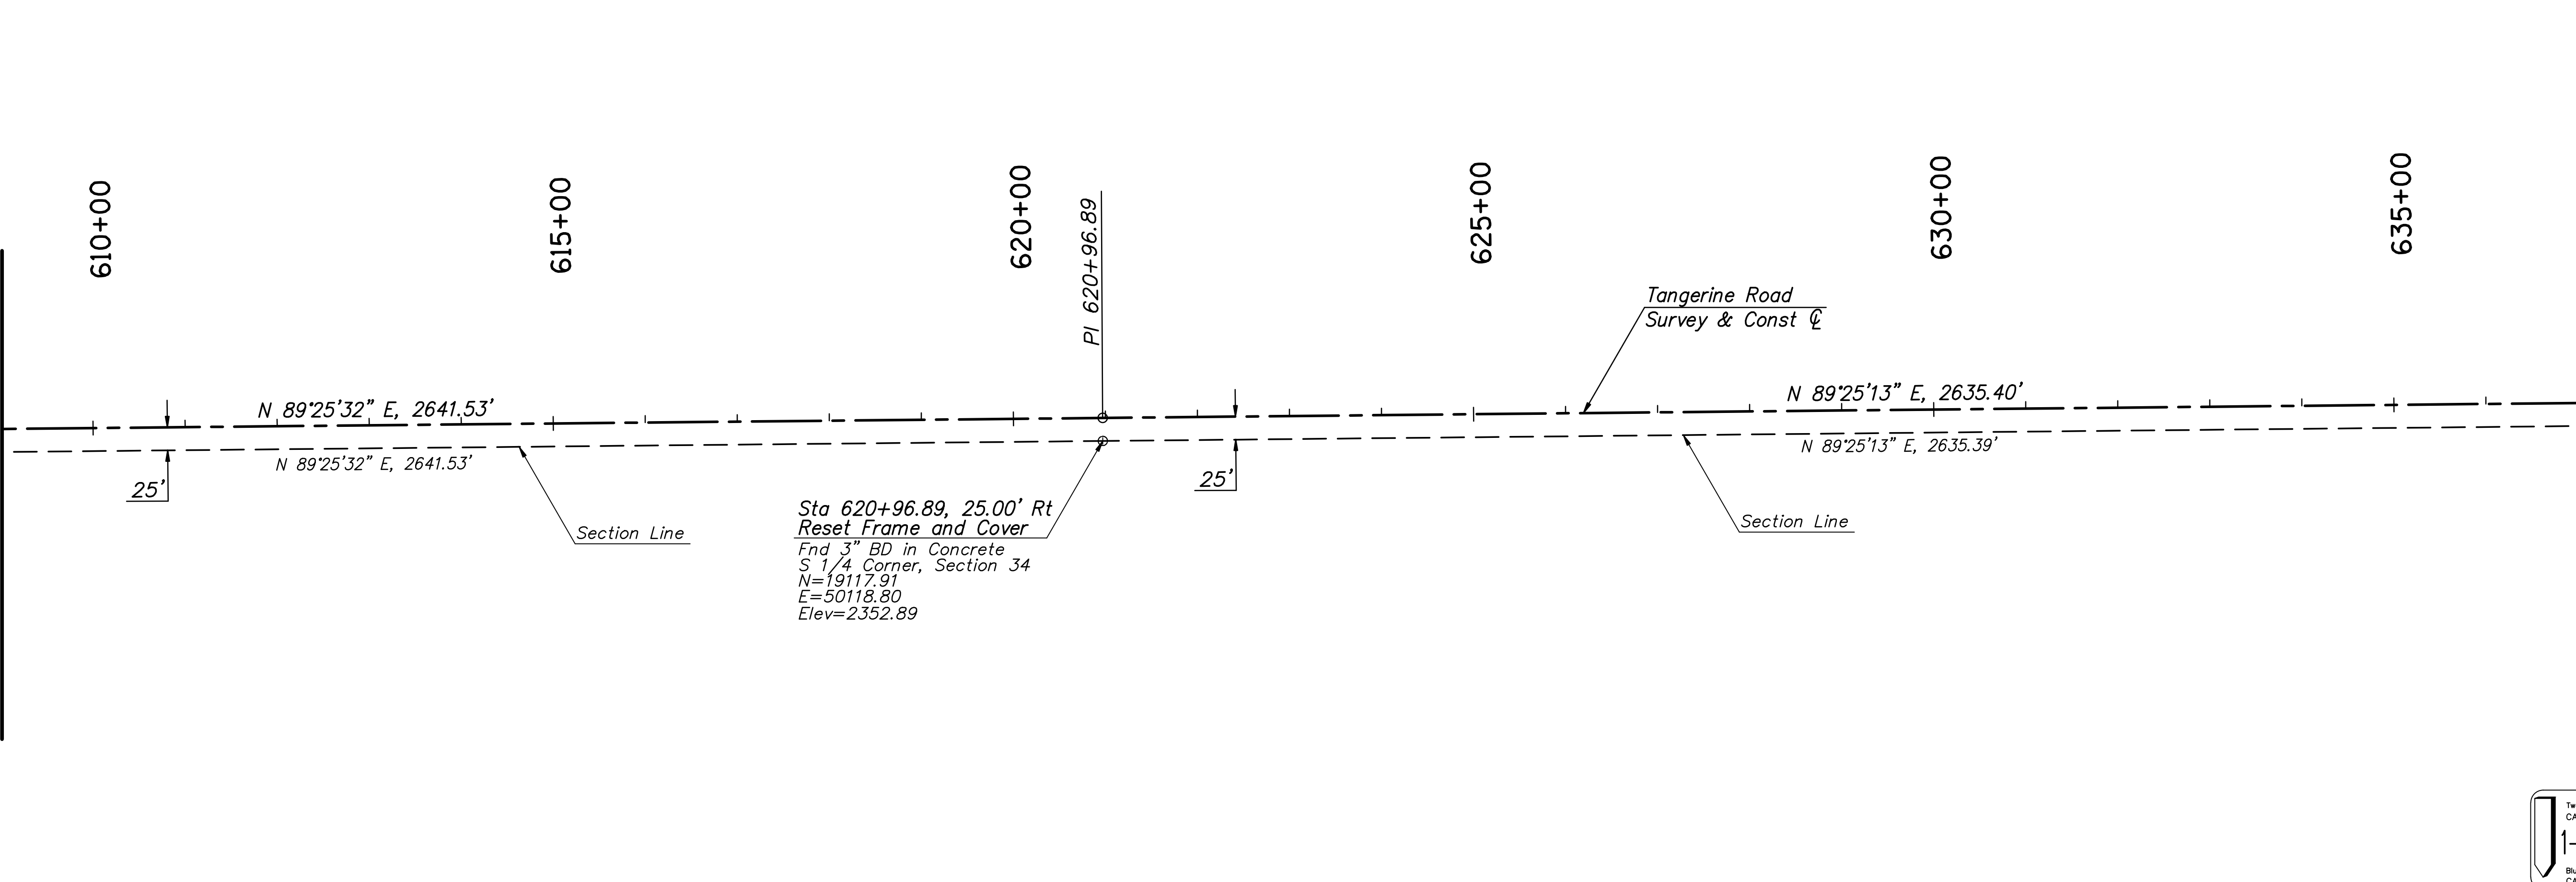 610+00
615+00
620+00
PI 620+96.89
625+00
630+00
635+00
Tangerine Road
Survey & Const ℄
N 89°25'32" E, 2641.53'
N 89°25'13" E, 2635.40'
N 89°25'32" E, 2641.53'
N 89°25'13" E, 2635.39'
25'
25'
Section Line
Section Line
Sta 620+96.89, 25.00' Rt
Reset Frame and Cover
Fnd 3" BD in Concrete
S 1/4 Corner, Section 34
N=19117.91
E=50118.80
Elev=2352.89